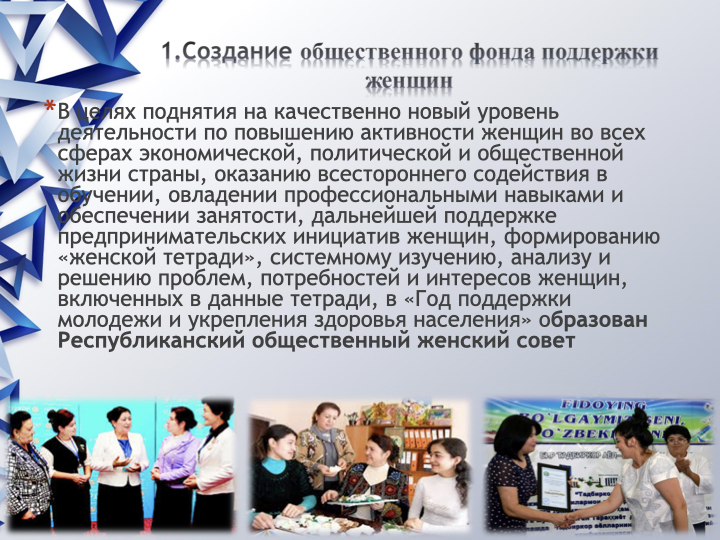 1.Создание общественного фонда поддержки
женщин
* В целях поднятия на качественно новый уровень
деятельности по повышению активности женщин во всех
сферах экономической, политической и общественной
жизни страны, оказанию всестороннего содействия в
обучении, овладении профессиональными навыками и
обеспечении занятости, дальнейшей поддержке
предпринимательских инициатив женщин, формированию
«женской тетради», системному изучению, анализу и
решению проблем, потребностей и интересов женщин,
включенных в данные тетради, в «Год поддержки
молодежи и укрепления здоровья населения» образован
Республиканский общественный женский совет
FIDOYING
BO`LGAYMIZ SENI
O`ZBEKI
"Тадбиркор